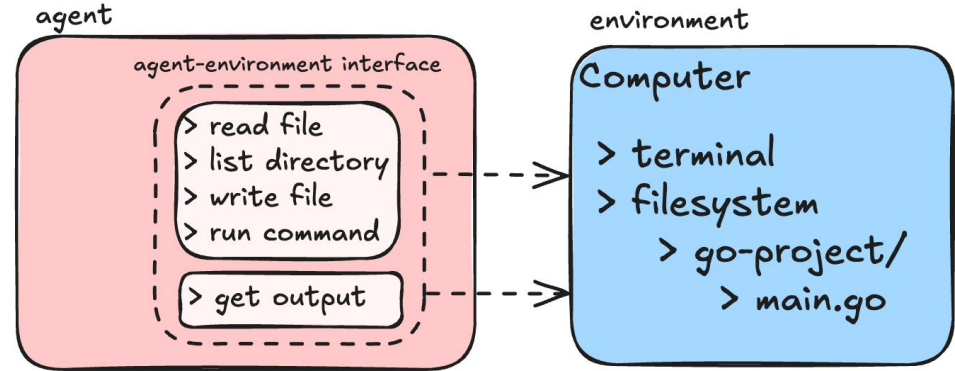 agent
agent-environment interface
> read file
> list directory
> write file
> run command
> get output
environment
Computer
> terminal
> filesystem
> go-project/
> main.go